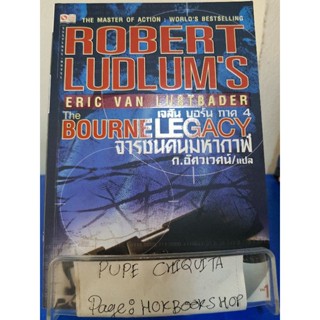 THE MASTER OF ACTION · WORLD'S BESTSELLING
ROBERT
LUDLUM'S
ERIC VAN LUSTBADER
The เจสัน บอร์น ภาค 4
BOURNE LEGACY
จารชนคนมหากาฬ
ก.อัศวเวศน์/แปล
PUPE CHIQUITA
Page: HOKBOOKSHOP